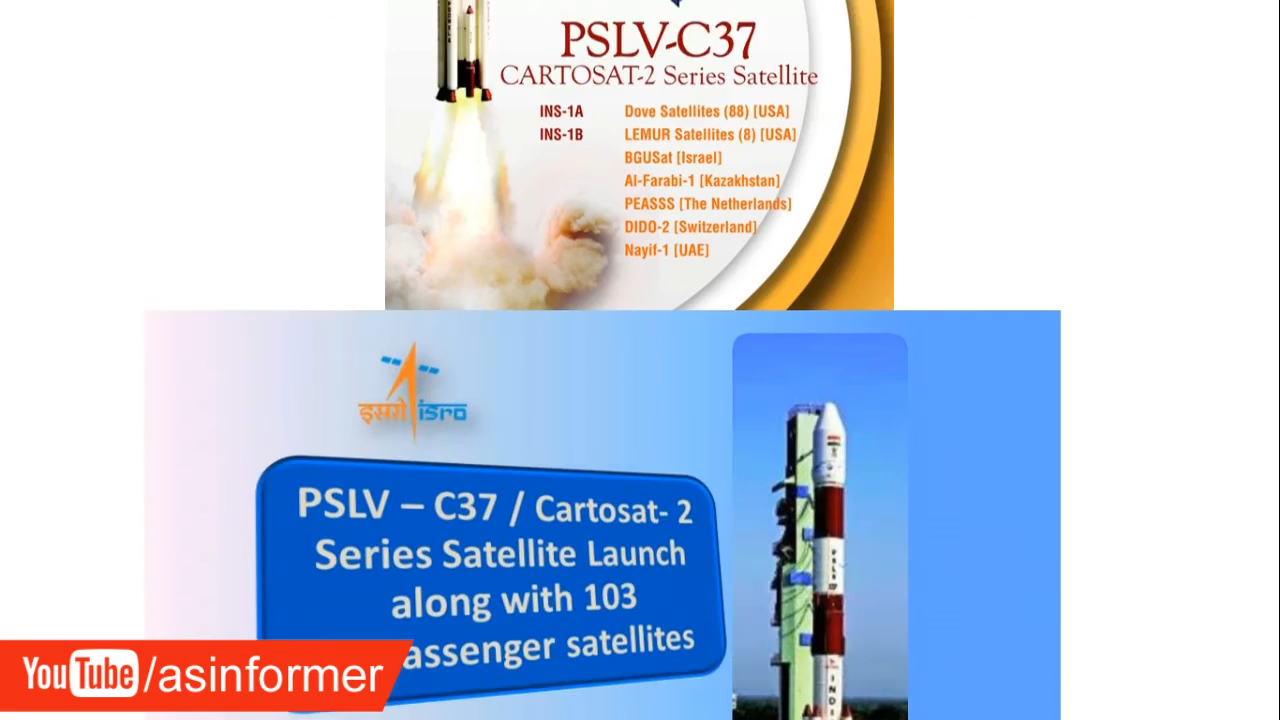 PSLV-C37
CARTOSAT-2 Series Satellite
INS-1A
INS-1B
Dove Satellites (88) [USA]
LEMUR Satellites (8) [USA]
BGUSat [Israel]
Al-Farabi-1 [Kazakhstan]
PEASSS [The Netherlands]
DIDO-2 [Switzerland]
Nayif-1 [UAE]
इसरो isro
PSLV – C37 / Cartosat- 2
Series Satellite Launch
along with 103
assenger satellites
PSLV
INDI
YouTube/asinformer